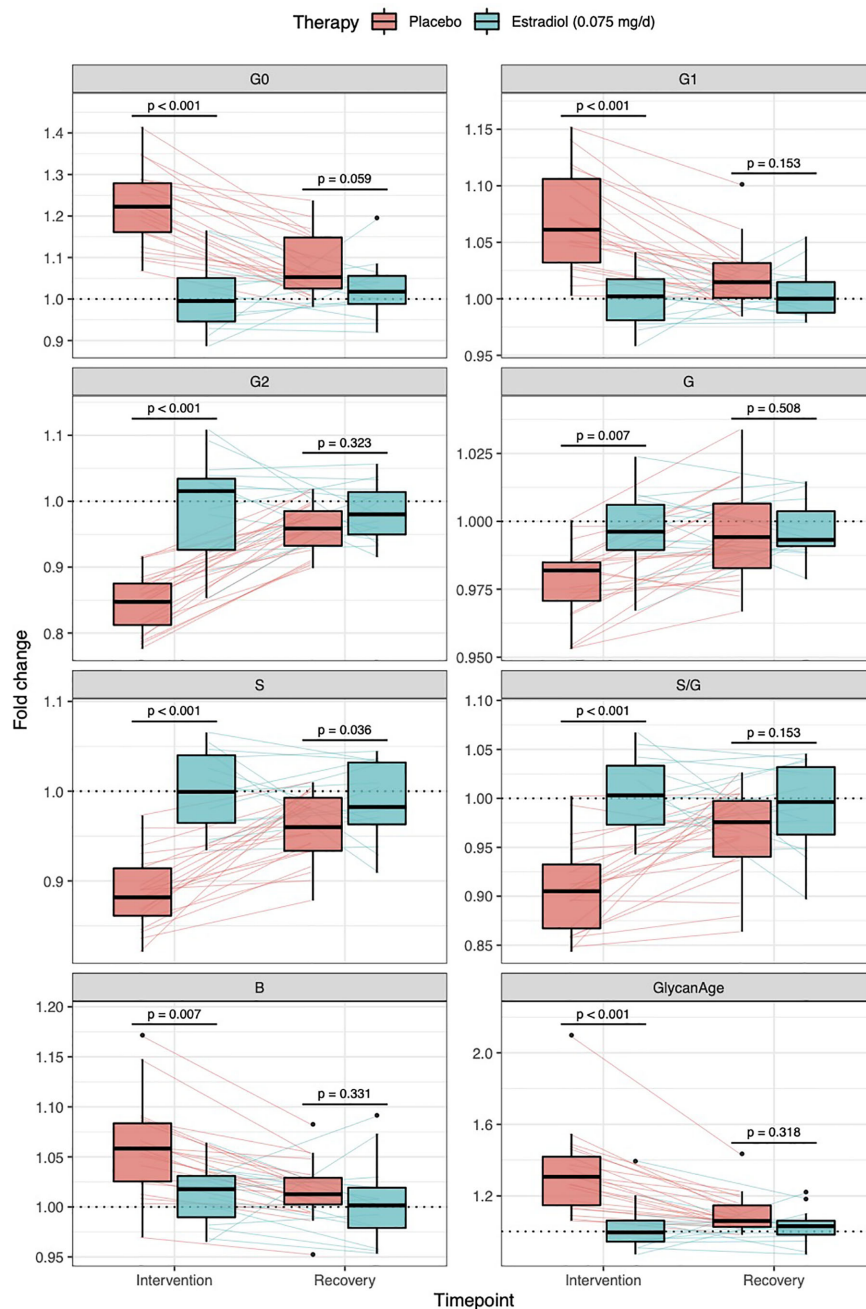 Therapy Placebo Estradiol (0.075 mg/d)
G0
G1
p < 0.001
p = 0.059
1.4
1.3
1.2
1.1
1.0
0.9
p < 0.001
p = 0.153
1.15
1.10
1.05
1.00
0.95
G2
G
p < 0.001
p = 0.323
1.1
1.0
0.9
0.8
p = 0.508
p = 0.007
1.025
1.000
0.975
0.950
Fold change
S
S/G
p < 0.001
p = 0.036
1.1
1.0
0.9
p < 0.001
p = 0.153
1.10
1.05
1.00
0.95
0.90
0.85
B
GlycanAge
p = 0.007
p = 0.331
1.20
1.15
1.10
1.05
1.00
0.95
p < 0.001
p = 0.318
2.0
1.6
1.2
Intervention Recovery
Intervention Recovery
Timepoint